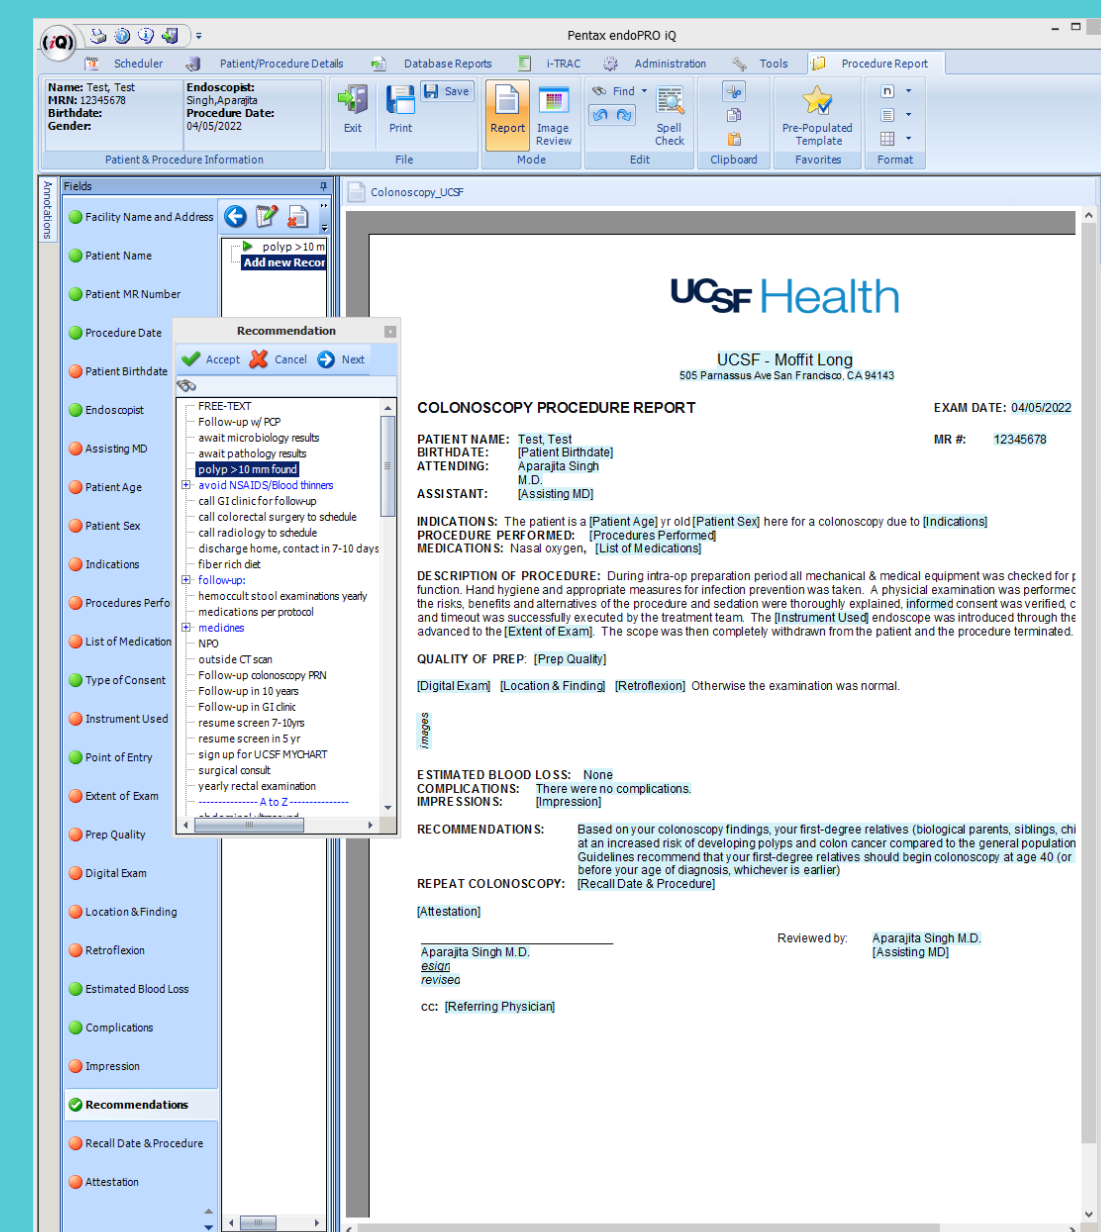 (iQ)
Pentax endoPRO iQ
Scheduler
Patient/Procedure Details
Database Reports
i-TRAC
Administration
Tools
Procedure Report
Name: Test, Test
MRN: 12345678
Birthdate:
Gender:
Endoscopist:
Singh,Aparajita
Procedure Date:
04/05/2022
Patient & Procedure Information
Exit
Print
Save
File
Report
Image Review
Mode
Find
Spell Check
Edit
Clipboard
Pre-Populated Template
Favorites
n
Format
Annotations
Fields
Facility Name and Address
Patient Name
Patient MR Number
Procedure Date
Patient Birthdate
Endoscopist
Assisting MD
Patient Age
Patient Sex
Indications
Procedures Perfo
List of Medication
Type of Consent
Instrument Used
Point of Entry
Extent of Exam
Prep Quality
Digital Exam
Location & Finding
Retroflexion
Estimated Blood Loss
Complications
Impression
Recommendations
Recall Date & Procedure
Attestation
polyp >10 m
Add new Recor
Recommendation
Accept
Cancel
Next
FREE-TEXT
Follow-up w/ PCP
await microbiology results
await pathology results
polyp >10 mm found
avoid NSAIDS/Blood thinners
call GI clinic for follow-up
call colorectal surgery to schedule
call radiology to schedule
discharge home, contact in 7-10 days
fiber rich diet
follow-up:
hemoccult stool examinations yearly
medications per protocol
medicines
NPO
outside CT scan
Follow-up colonoscopy PRN
Follow-up in 10 years
Follow-up in GI clinic
resume screen 7-10yrs
resume screen in 5 yr
sign up for UCSF MYCHART
surgical consult
yearly rectal examination
--------------- A to Z ---------------
Colonoscopy_UCSF
UCSF Health
UCSF - Moffit Long
505 Parnassus Ave San Francisco, CA 94143
COLONOSCOPY PROCEDURE REPORT
EXAM DATE: 04/05/2022
PATIENT NAME: Test, Test
MR #: 12345678
BIRTHDATE: [Patient Birthdate]
ATTENDING: Aparajita Singh
M.D.
ASSISTANT: [Assisting MD]
INDICATIONS: The patient is a [Patient Age] yr old [Patient Sex] here for a colonoscopy due to [Indications]
PROCEDURE PERFORMED: [Procedures Performed]
MEDICATIONS: Nasal oxygen, [List of Medications]
DESCRIPTION OF PROCEDURE: During intra-op preparation period all mechanical & medical equipment was checked for p
function. Hand hygiene and appropriate measures for infection prevention was taken. A physicial examination was performed
the risks, benefits and alternatives of the procedure and sedation were thoroughly explained, informed consent was verified, c
and timeout was successfully executed by the treatment team. The [Instrument Used] endoscope was introduced through the
advanced to the [Extent of Exam]. The scope was then completely withdrawn from the patient and the procedure terminated.
QUALITY OF PREP: [Prep Quality]
[Digital Exam] [Location & Finding] [Retroflexion] Otherwise the examination was normal.
images
ESTIMATED BLOOD LOSS: None
COMPLICATIONS: There were no complications.
IMPRESSIONS: [Impression]
RECOMMENDATIONS: Based on your colonoscopy findings, your first-degree relatives (biological parents, siblings, chi
at an increased risk of developing polyps and colon cancer compared to the general population
Guidelines recommend that your first-degree relatives should begin colonoscopy at age 40 (or
before your age of diagnosis, whichever is earlier)
REPEAT COLONOSCOPY: [Recall Date & Procedure]
[Attestation]
Aparajita Singh M.D.
esign
revised
Reviewed by: Aparajita Singh M.D.
[Assisting MD]
cc: [Referring Physician]